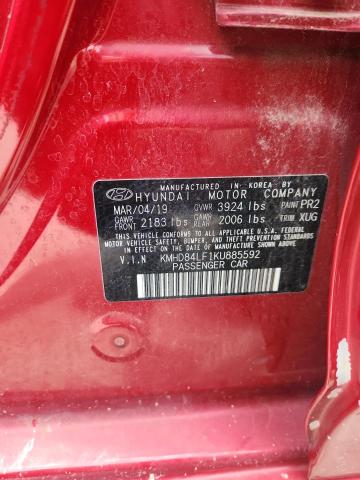 MANUFACTURED IN KOREA BY
HYUNDAI MOTOR COMPANY
MAR/04/19 GVWR 3924 lbs PAINT PR2
GAWR FRONT 2183 lbs GAWR REAR 2006 lbs TRIM XUG
THIS VEHICLE CONFORMS TO ALL APPLICABLE U.S. FEDERAL MOTOR
VEHICLE SAFETY, BUMPER, AND THEFT PREVENTION STANDARDS
IN EFFECT ON THE DATE OF MANUFACTURE SHOWN ABOVE.
V.I.N KMHD84LF1KU885592
PASSENGER CAR